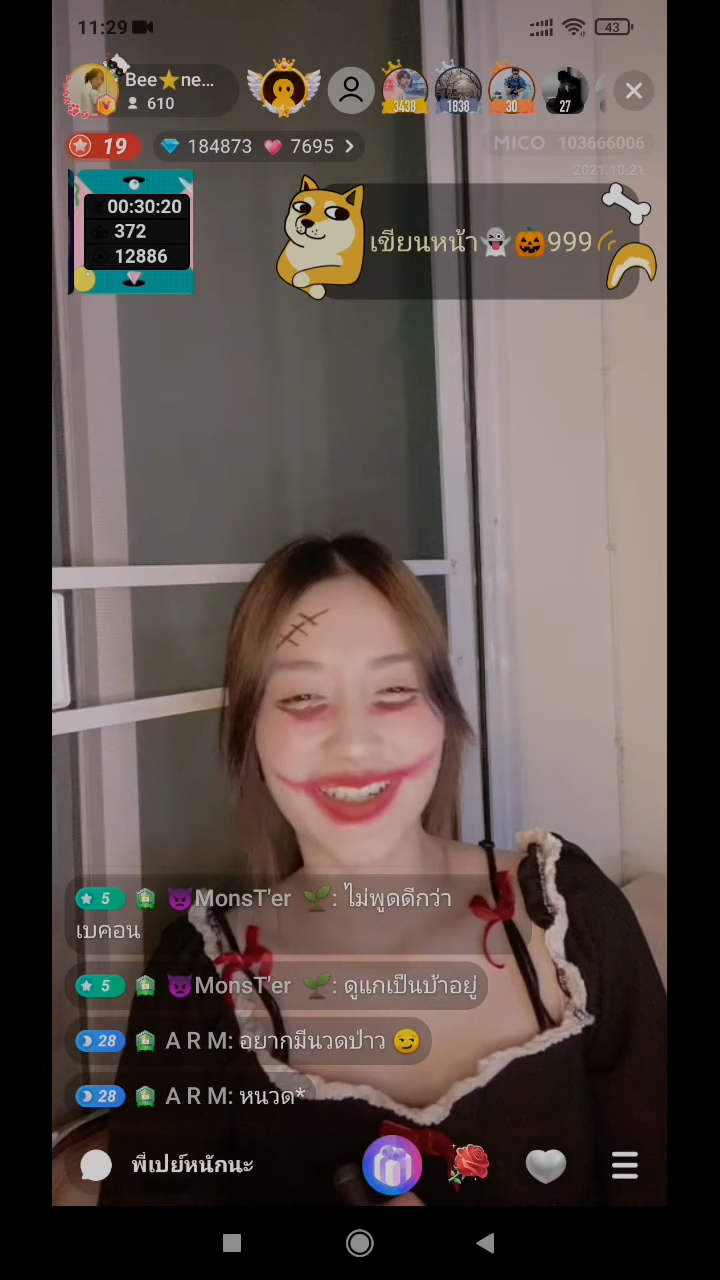 11:29
43
Bee⭐ne...
610
3438
1838
30
27
19
184873
7695
MICO 103666006
2021.10.21
00:30:20
372
12886
เขียนหน้า👻🎃999
5 😈MonsT'er 🌱: ไม่พูดดีกว่า
เบคอน
5 😈MonsT'er 🌱: ดูแกเป็นบ้าอยู่
28 A R M: อยากมีนวดป่าว 😏
28 A R M: หนวด*
พี่เปย์หนักนะ